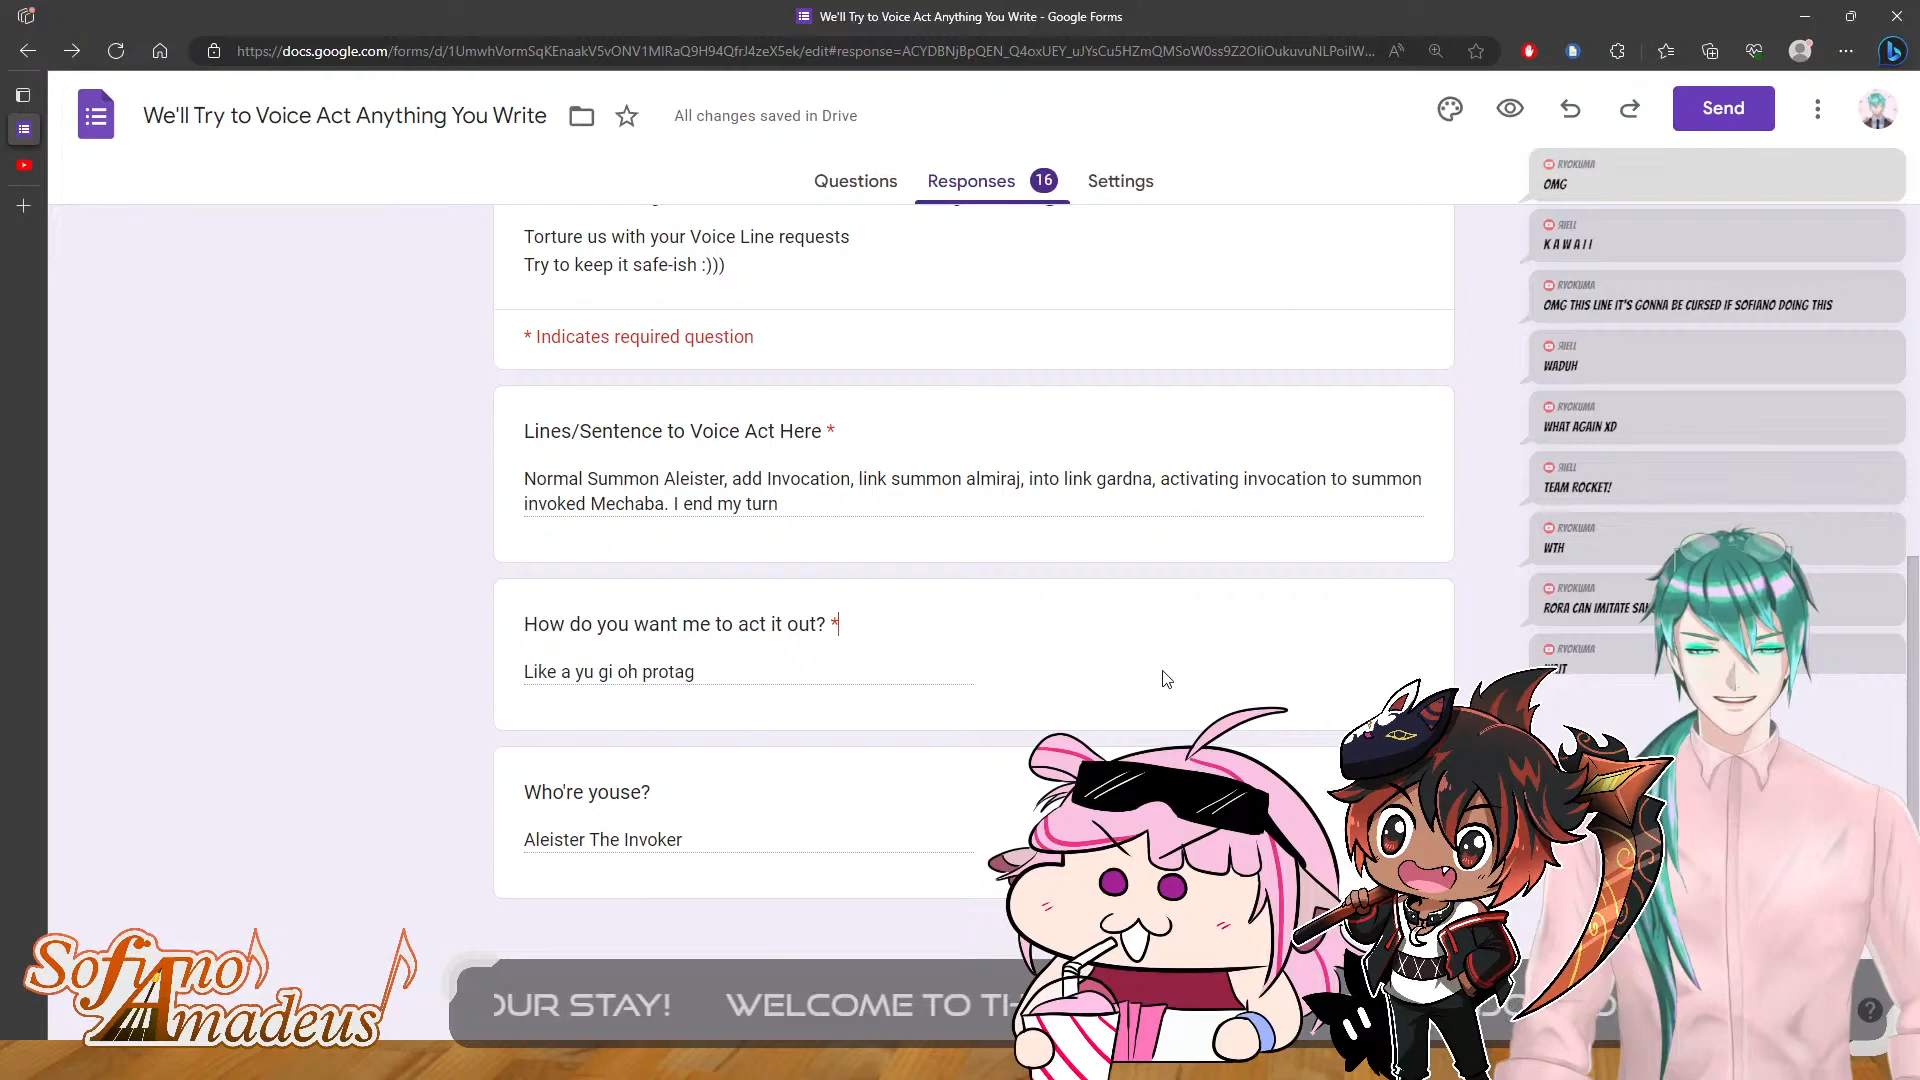 We'll Try to Voice Act Anything You Write - Google Forms
https://docs.google.com/forms/d/1UmwhVormSqKEnaakV5vONV1MIRaQ9H94QfrJ4zeX5ek/edit#response=ACYDBNjBpQEN_Q4oxUEY_uJYsCu5HZmQMSoW0ss9Z2OIiOukuvuNLPoilW...
We'll Try to Voice Act Anything You Write
All changes saved in Drive
Send
Questions
Responses
16
Settings
Torture us with your Voice Line requests
Try to keep it safe-ish :)))
* Indicates required question
Lines/Sentence to Voice Act Here *
Normal Summon Aleister, add Invocation, link summon almiraj, into link gardna, activating invocation to summon
invoked Mechaba. I end my turn
How do you want me to act it out? *
Like a yu gi oh protag
Who're youse?
Aleister The Invoker
RYOKUMA
OMG
ЯIELL
K A W A I I
RYOKUMA
OMG THIS LINE IT'S GONNA BE CURSED IF SOFIANO DOING THIS
ЯIELL
WADUH
RYOKUMA
WHAT AGAIN XD
ЯIELL
TEAM ROCKET!
RYOKUMA
WTH
RYOKUMA
RORA CAN IMITATE
RYOKUMA
Sofiano
Amadeus
OUR STAY! WELCOME TO